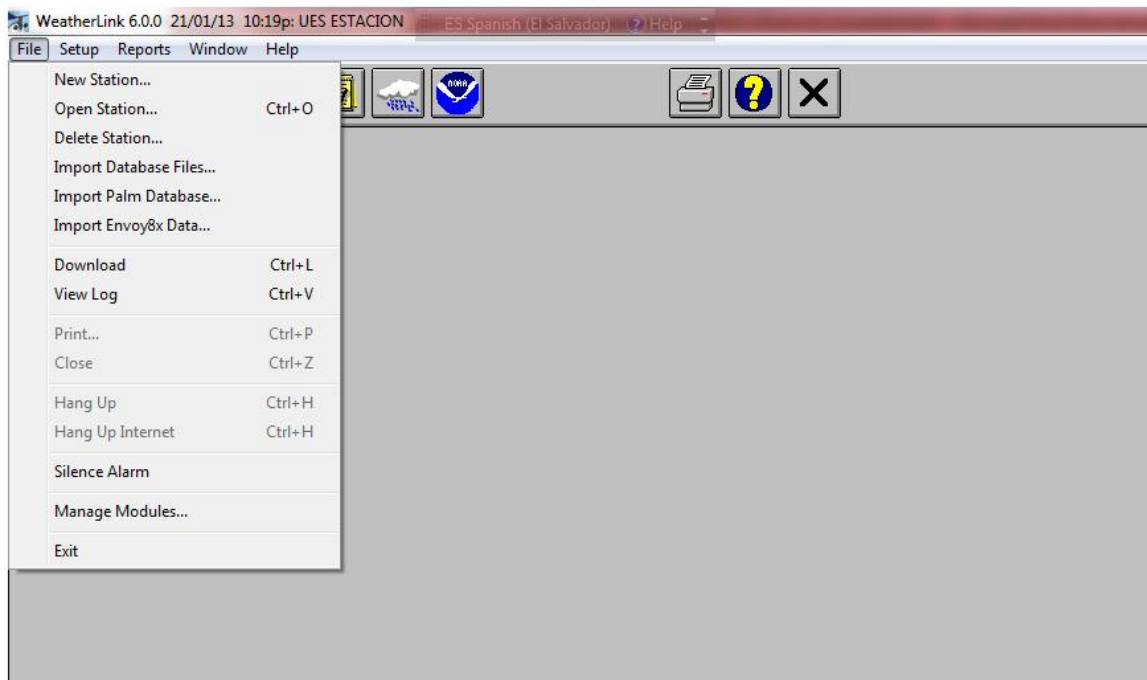 WeatherLink 6.0.0 21/01/13 10:19p: UES ESTACION
ES Spanish (El Salvador) ? Help
File Setup Reports Window Help
New Station...
Open Station... Ctrl+O
Delete Station...
Import Database Files...
Import Palm Database...
Import Envoy8x Data...
Download Ctrl+L
View Log Ctrl+V
Print... Ctrl+P
Close Ctrl+Z
Hang Up Ctrl+H
Hang Up Internet Ctrl+H
Silence Alarm
Manage Modules...
Exit
NOAA
?